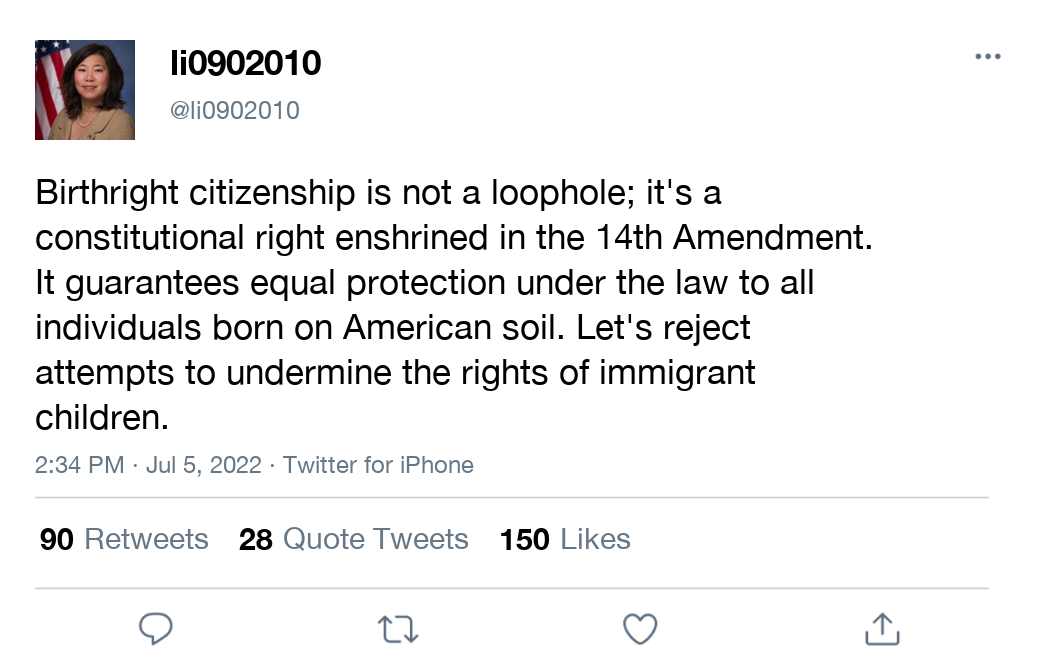 li0902010
@li0902010
Birthright citizenship is not a loophole; it's a
constitutional right enshrined in the 14th Amendment.
It guarantees equal protection under the law to all
individuals born on American soil. Let's reject
attempts to undermine the rights of immigrant
children.
2:34 PM · Jul 5, 2022 · Twitter for iPhone
90 Retweets 28 Quote Tweets 150 Likes